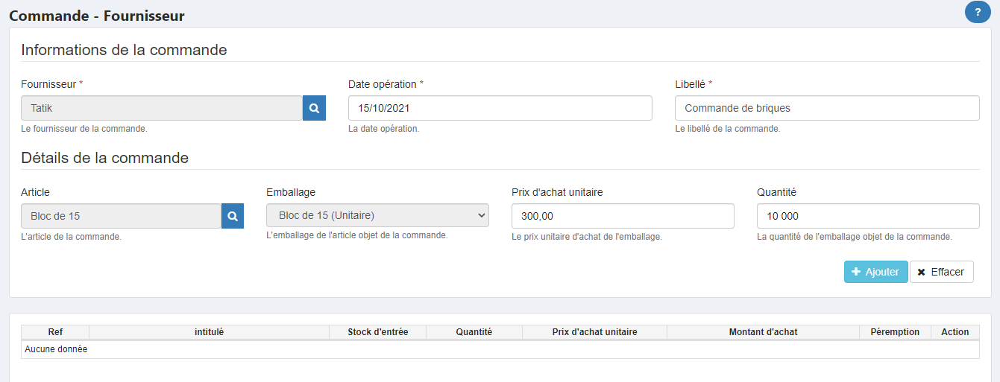 Commande - Fournisseur
?
Informations de la commande
Fournisseur * Date opération * Libellé *
Tatik 15/10/2021 Commande de briques
Le fournisseur de la commande. La date opération. Le libellé de la commande.
Détails de la commande
Article Emballage Prix d'achat unitaire Quantité
Bloc de 15 Bloc de 15 (Unitaire) 300,00 10 000
L'article de la commande. L'emballage de l'article objet de la commande. Le prix unitaire d'achat de l'emballage. La quantité de l'emballage objet de la commande.
Ajouter Effacer
Ref intitulé Stock d'entrée Quantité Prix d'achat unitaire Montant d'achat Péremption Action
Aucune donnée